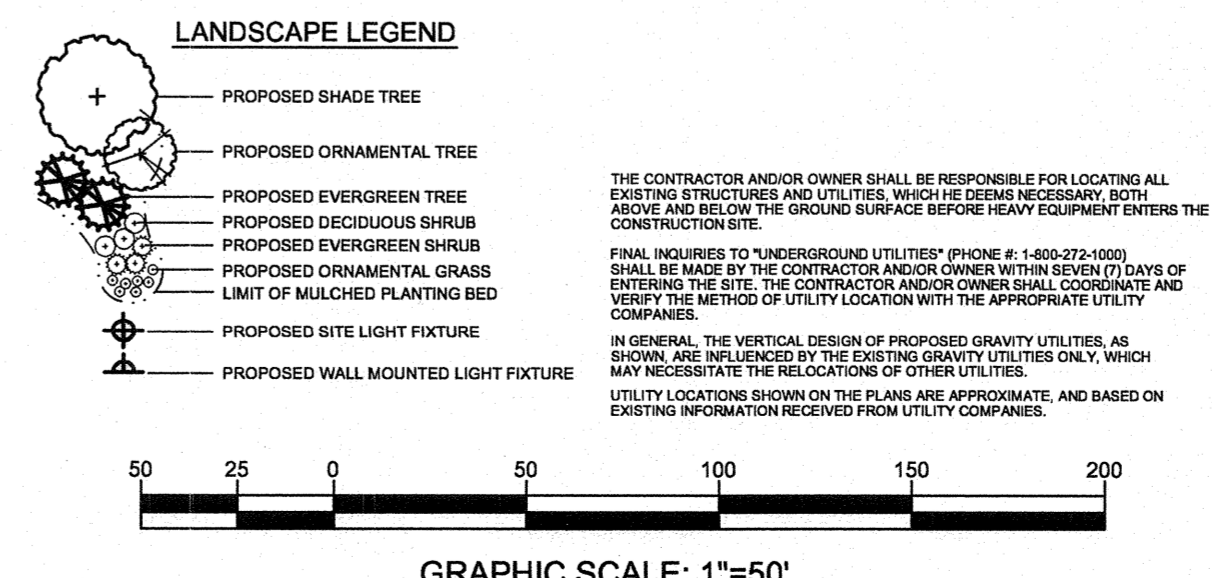 LANDSCAPE LEGEND
PROPOSED SHADE TREE
PROPOSED ORNAMENTAL TREE
PROPOSED EVERGREEN TREE
PROPOSED DECIDUOUS SHRUB
PROPOSED EVERGREEN SHRUB
PROPOSED ORNAMENTAL GRASS
LIMIT OF MULCHED PLANTING BED
PROPOSED SITE LIGHT FIXTURE
PROPOSED WALL MOUNTED LIGHT FIXTURE
THE CONTRACTOR AND/OR OWNER SHALL BE RESPONSIBLE FOR LOCATING ALL
EXISTING STRUCTURES AND UTILITIES, WHICH HE DEEMS NECESSARY, BOTH
ABOVE AND BELOW THE GROUND SURFACE BEFORE HEAVY EQUIPMENT ENTERS THE
CONSTRUCTION SITE.
FINAL INQUIRIES TO "UNDERGROUND UTILITIES" (PHONE #: 1-800-272-1000)
SHALL BE MADE BY THE CONTRACTOR AND/OR OWNER WITHIN SEVEN (7) DAYS OF
ENTERING THE SITE. THE CONTRACTOR AND/OR OWNER SHALL COORDINATE AND
VERIFY THE METHOD OF UTILITY LOCATION WITH THE APPROPRIATE UTILITY
COMPANIES.
IN GENERAL, THE VERTICAL DESIGN OF PROPOSED GRAVITY UTILITIES, AS
SHOWN, ARE INFLUENCED BY THE EXISTING GRAVITY UTILITIES ONLY, WHICH
MAY NECESSITATE THE RELOCATIONS OF OTHER UTILITIES.
UTILITY LOCATIONS SHOWN ON THE PLANS ARE APPROXIMATE, AND BASED ON
EXISTING INFORMATION RECEIVED FROM UTILITY COMPANIES.
50 25 0 50 100 150 200
GRAPHIC SCALE: 1"=50'